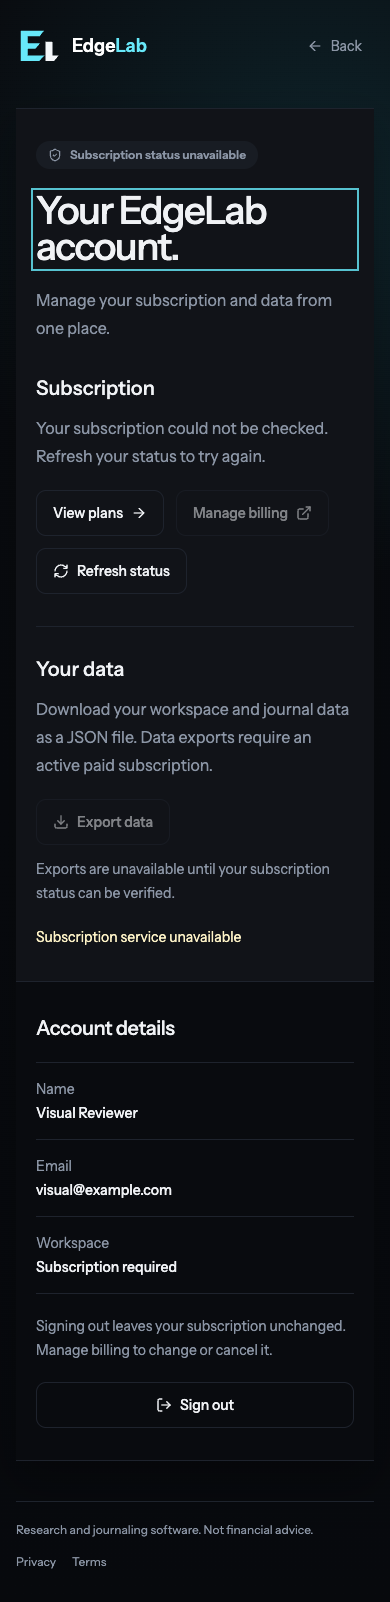 EdgeLab
Back
Subscription status unavailable
Your EdgeLab
account.
Manage your subscription and data from
one place.
Subscription
Your subscription could not be checked.
Refresh your status to try again.
View plans
Manage billing
Refresh status
Your data
Download your workspace and journal data
as a JSON file. Data exports require an
active paid subscription.
Export data
Exports are unavailable until your subscription
status can be verified.
Subscription service unavailable
Account details
Name
Visual Reviewer
Email
visual@example.com
Workspace
Subscription required
Signing out leaves your subscription unchanged.
Manage billing to change or cancel it.
Sign out
Research and journaling software. Not financial advice.
Privacy Terms